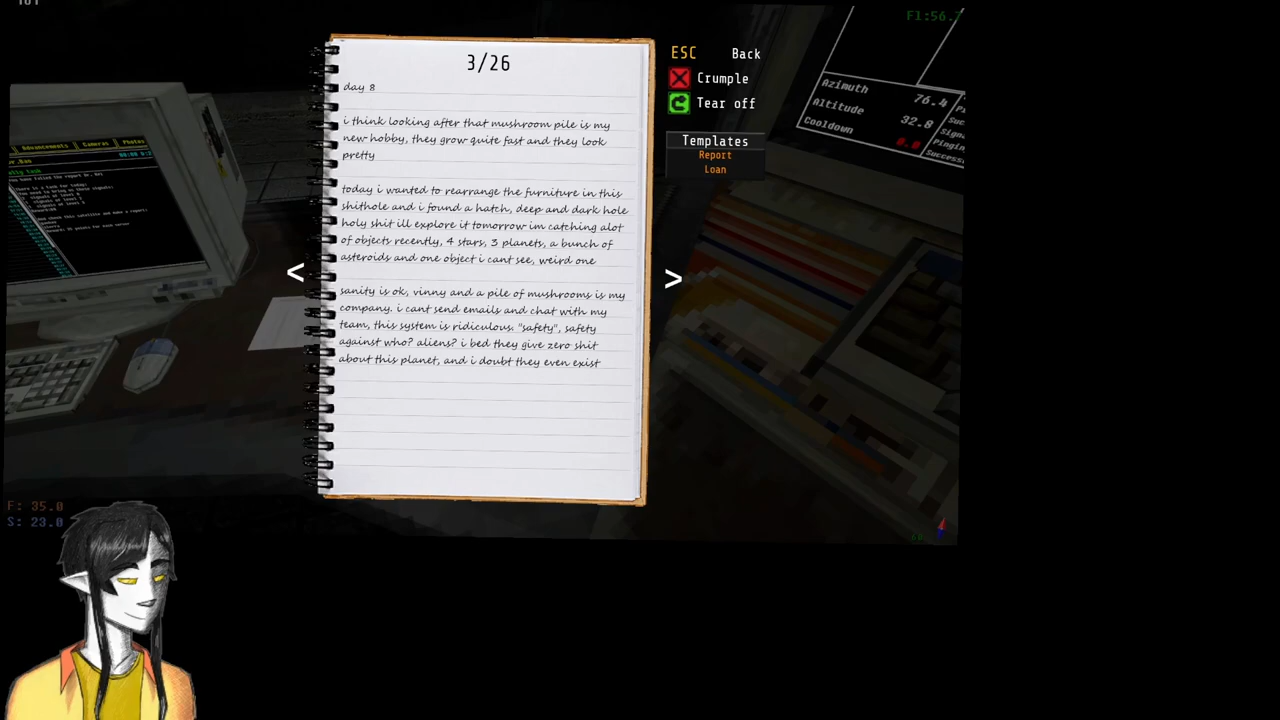 3/26
day 8
i think looking after that mushroom pile is my
new hobby, they grow quite fast and they look
pretty
today i wanted to rearrange the furniture in this
shithole and i found a hatch, deep and dark hole
holy shit ill explore it tomorrow im catching alot
of objects recently, 4 stars, 3 planets, a bunch of
asteroids and one object i cant see, weird one
sanity is ok, vinny and a pile of mushrooms is my
company. i cant send emails and chat with my
team, this system is ridiculous. "safety", safety
against who? aliens? i bed they give zero shit
about this planet, and i doubt they even exist
<
>
ESC Back
Crumple
Tear off
Templates
Report
Loan
Azimuth 76.4
Altitude 32.8
Cooldown 0.0
Advancements Cameras Photos
F: 35.0
S: 23.0